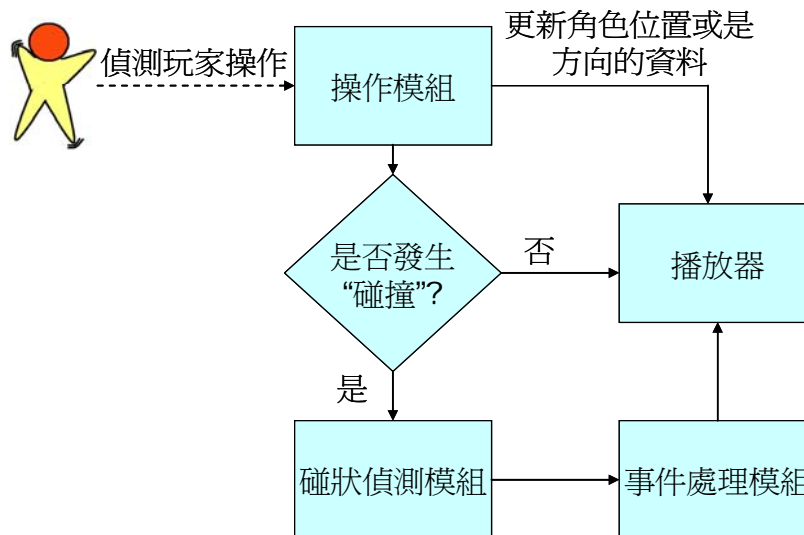 更新角色位置或是
方向的資料
偵測玩家操作
操作模組
是否發生
“碰撞”?
否
播放器
是
碰狀偵測模組
事件處理模組